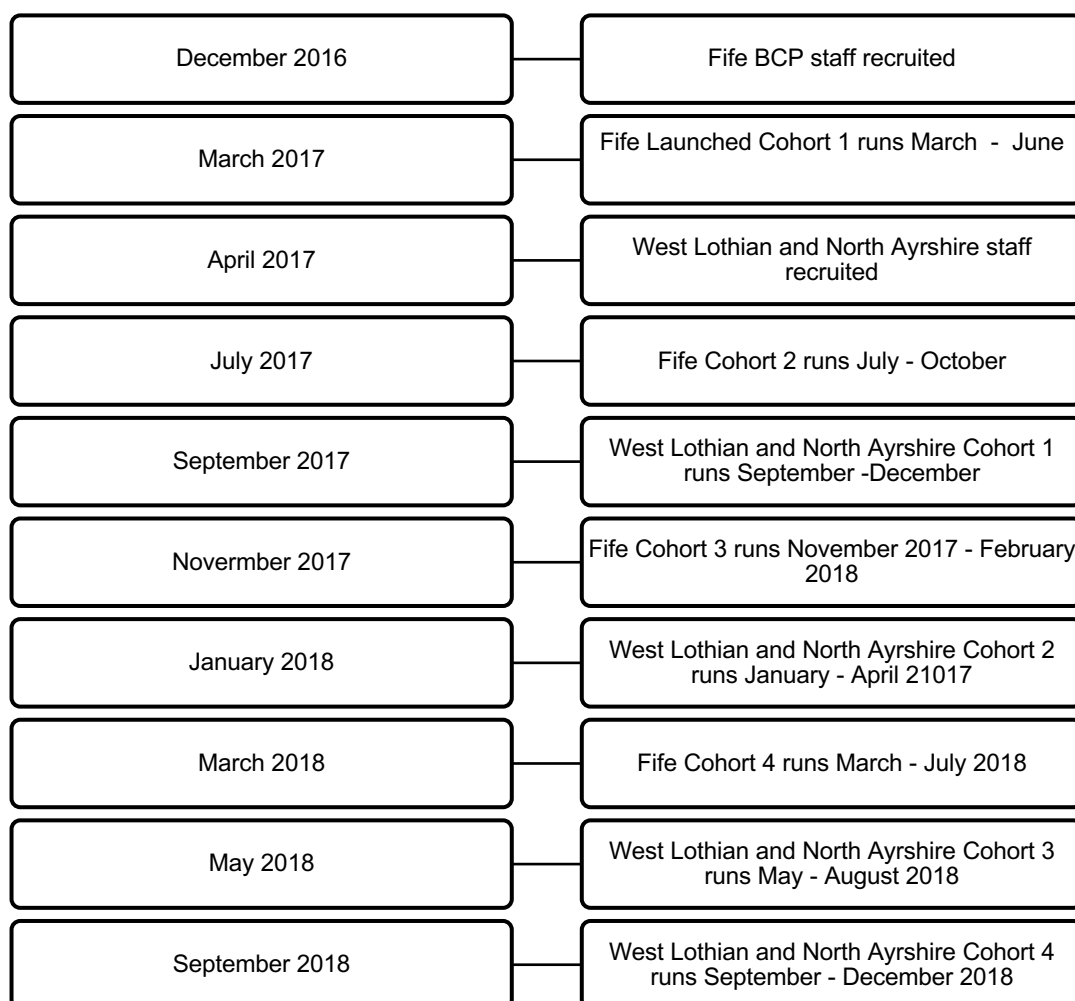 December 2016
Fife BCP staff recruited
March 2017
Fife Launched Cohort 1 runs March - June
April 2017
West Lothian and North Ayrshire staff
recruited
July 2017
Fife Cohort 2 runs July - October
September 2017
West Lothian and North Ayrshire Cohort 1
runs September -December
Novermber 2017
Fife Cohort 3 runs November 2017 - February
2018
January 2018
West Lothian and North Ayrshire Cohort 2
runs January - April 21017
March 2018
Fife Cohort 4 runs March - July 2018
May 2018
West Lothian and North Ayrshire Cohort 3
runs May - August 2018
September 2018
West Lothian and North Ayrshire Cohort 4
runs September - December 2018